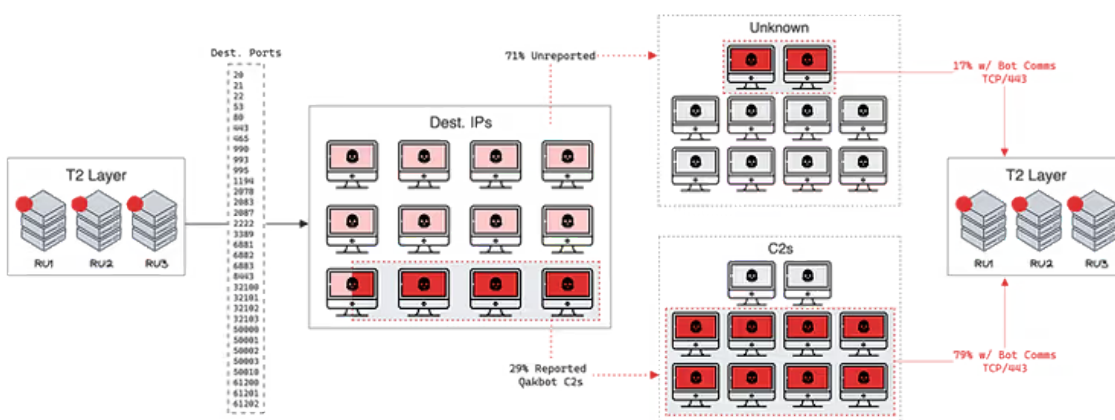 T2 Layer
RU1 RU2 RU3
Dest. Ports
20
21
22
53
80
443
465
990
993
995
1194
2078
2083
2087
2222
3389
6881
6882
6883
8443
32100
32101
32102
32103
50000
50001
50002
50003
50010
61200
61201
61202
Dest. IPs
71% Unreported
29% Reported
Qakbot C2s
Unknown
C2s
17% w/ Bot Comms
TCP/443
T2 Layer
RU1 RU2 RU3
79% w/ Bot Comms
TCP/443